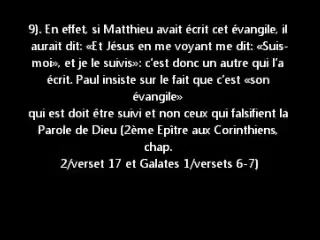 9). En effet, si Matthieu avait écrit cet évangile, il
aurait dit: «Et Jésus en me voyant me dit: «Suis-
moi», et je le suivis»: c'est donc un autre qui l'a
écrit. Paul insiste sur le fait que c'est «son
évangile»
qui est doit être suivi et non ceux qui falsifient la
Parole de Dieu (2ème Epître aux Corinthiens,
chap.
2/verset 17 et Galates 1/versets 6-7)